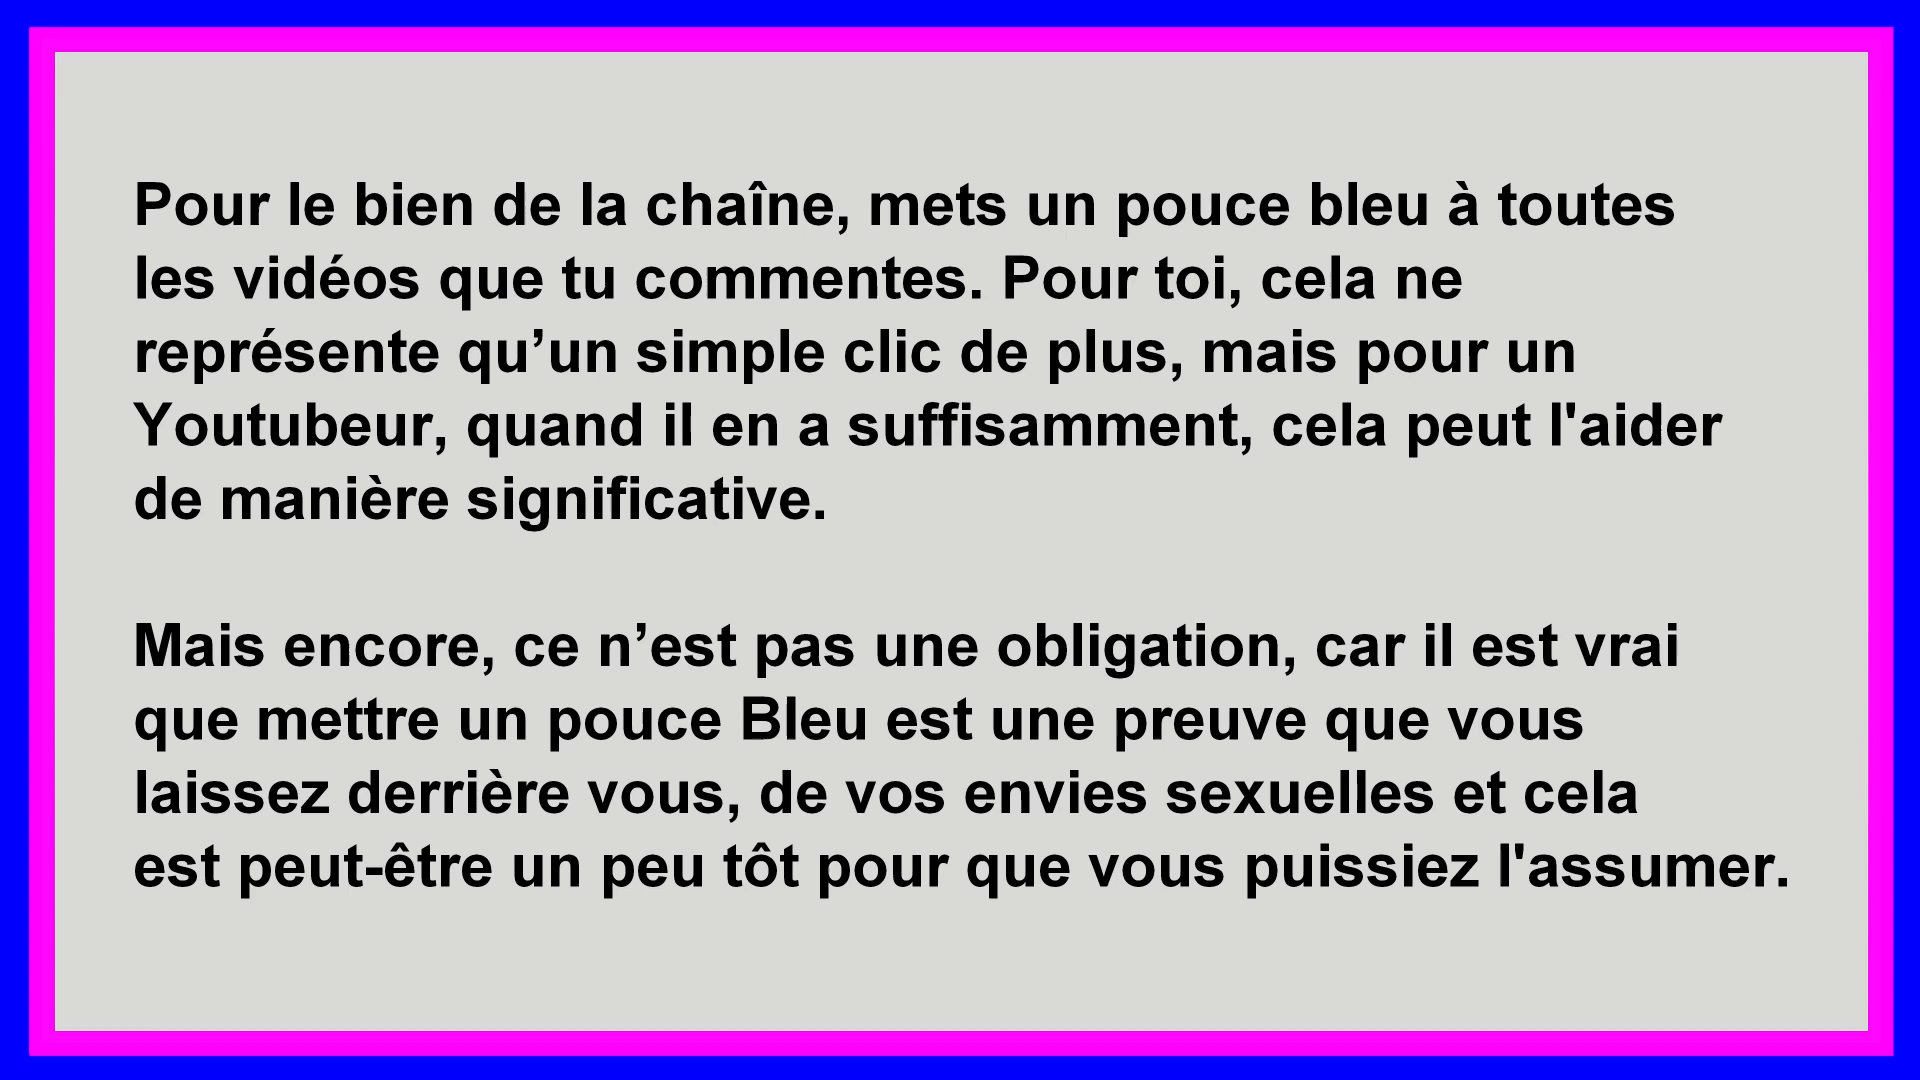 Pour le bien de la chaîne, mets un pouce bleu à toutes
les vidéos que tu commentes. Pour toi, cela ne
représente qu’un simple clic de plus, mais pour un
Youtubeur, quand il en a suffisamment, cela peut l'aider
de manière significative.
Mais encore, ce n’est pas une obligation, car il est vrai
que mettre un pouce Bleu est une preuve que vous
laissez derrière vous, de vos envies sexuelles et cela
est peut-être un peu tôt pour que vous puissiez l'assumer.